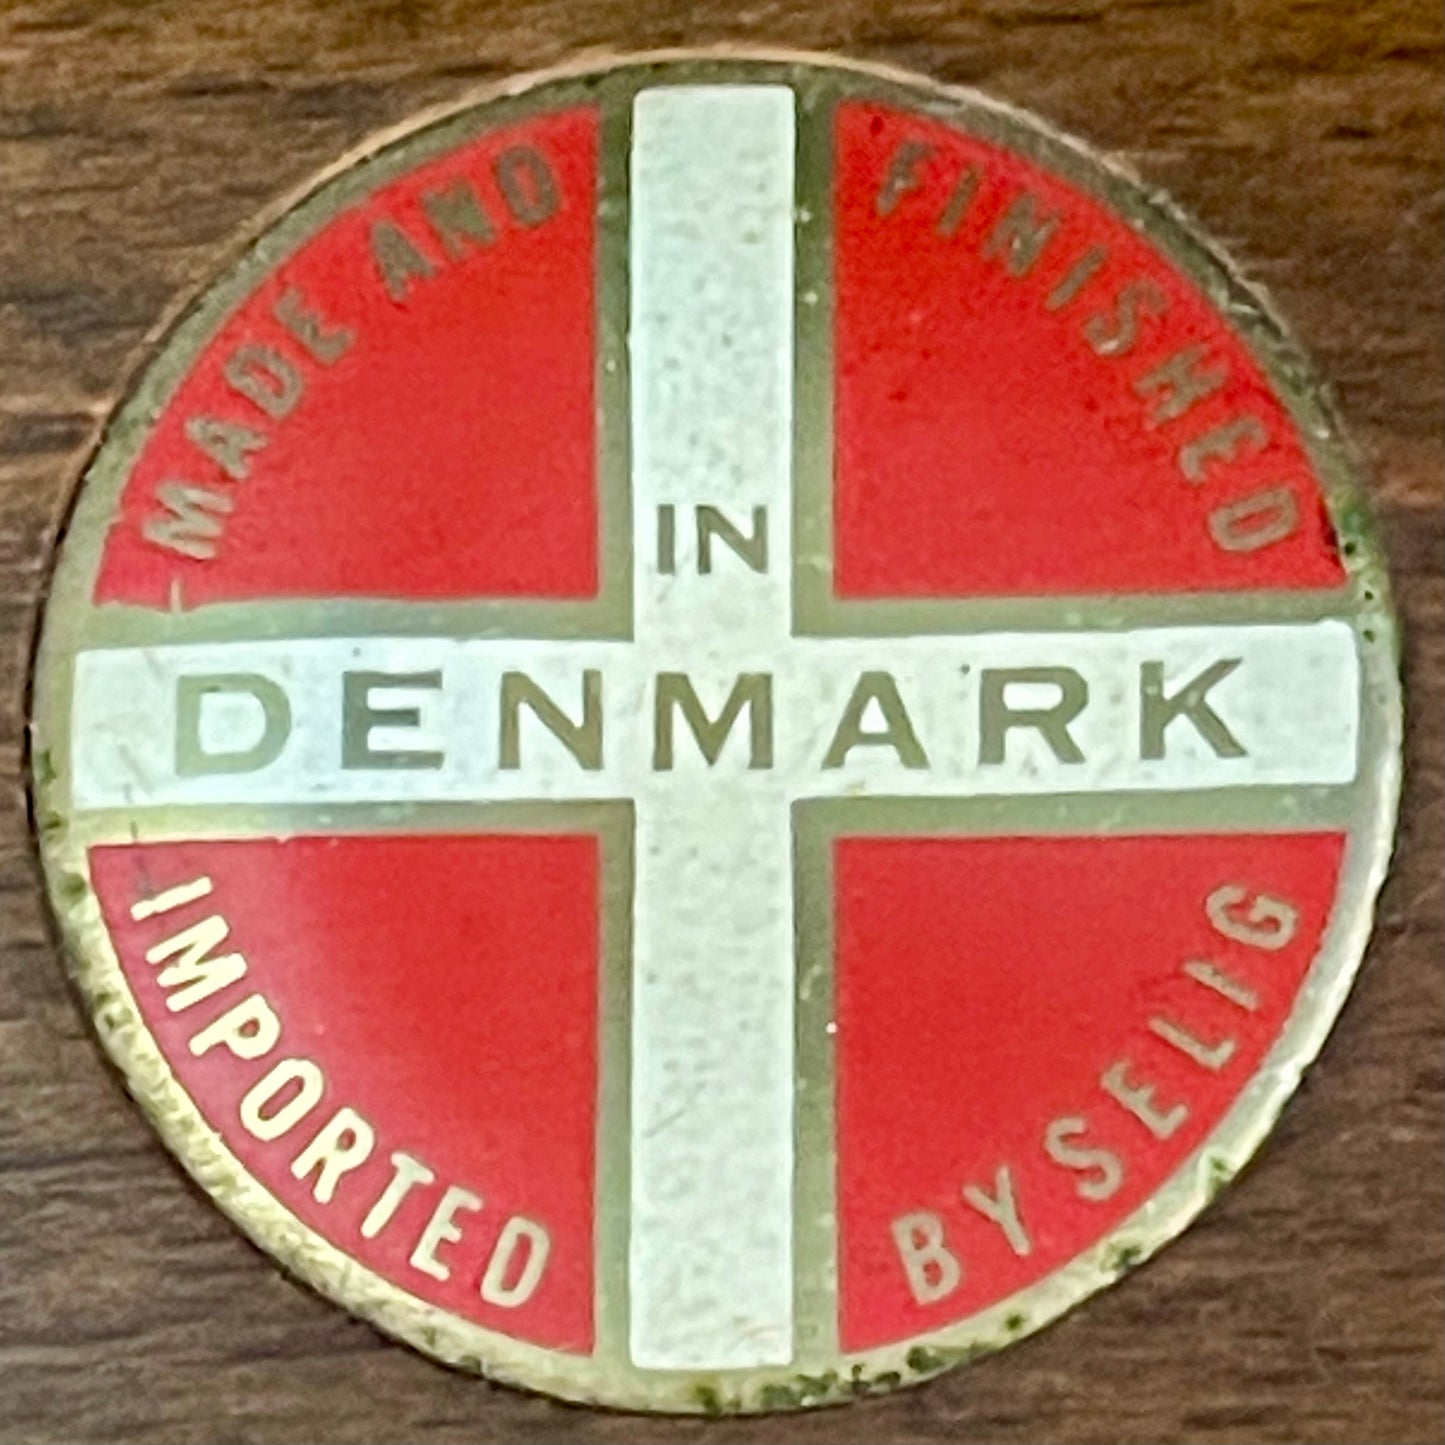 MADE AND FINISHED
IN
DENMARK
IMPORTED BY SELIG